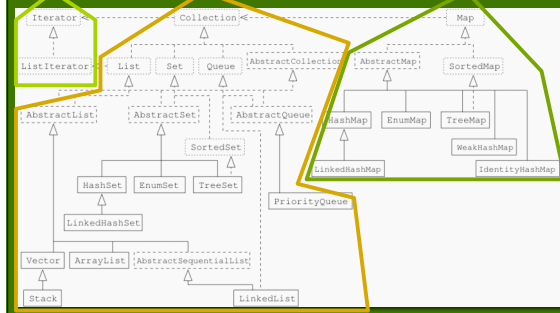 Iterator Collection Map
ListIterator List Set Queue AbstractCollection AbstractMap SortedMap
AbstractList AbstractSet AbstractQueue HashMap EnumMap TreeMap
SortedSet WeakHashMap
LinkedHashMap IdentityHashMap
HashSet EnumSet TreeSet
PriorityQueue
LinkedHashSet
Vector ArrayList AbstractSequentialList
Stack LinkedList